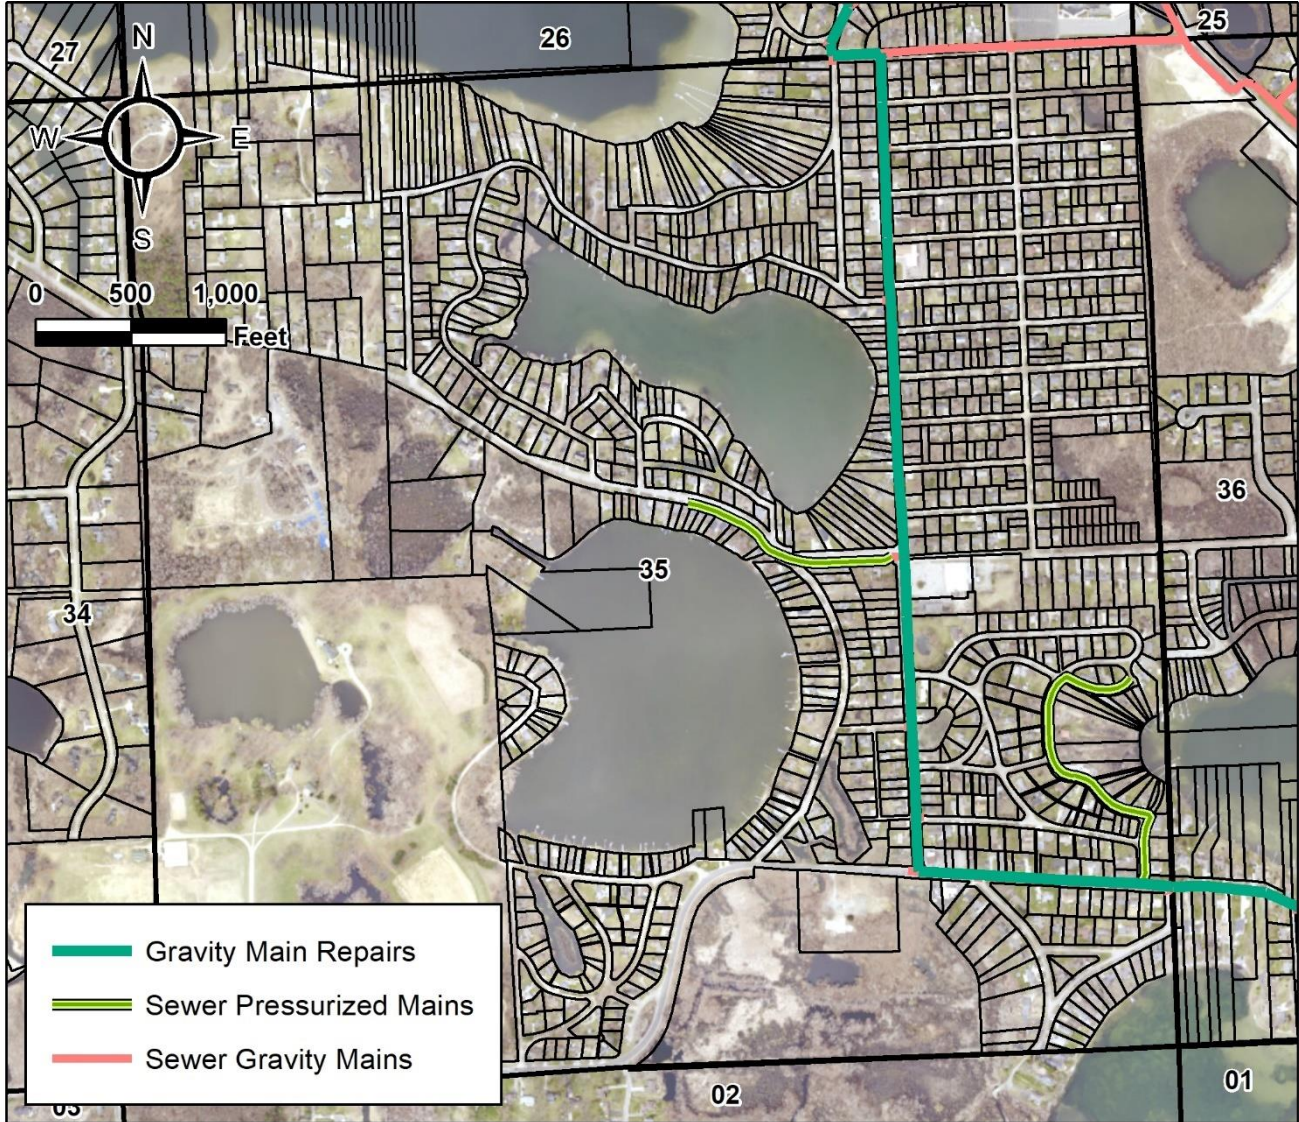 27
N
26
25
W
E
S
0 500 1,000
Feet
36
35
34
Gravity Main Repairs
Sewer Pressurized Mains
Sewer Gravity Mains
03
02
01